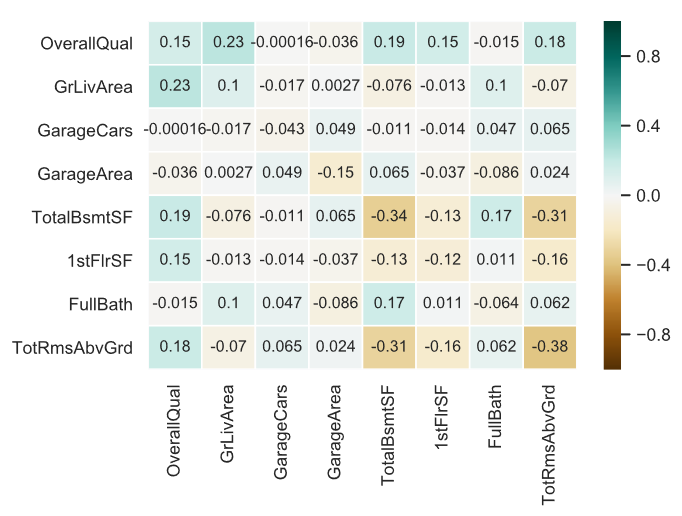 OverallQual 0.15 0.23 -0.00016 -0.036 0.19 0.15 -0.015 0.18
GrLivArea 0.23 0.1 -0.017 0.0027 -0.076 -0.013 0.1 -0.07
GarageCars -0.00016 -0.017 -0.043 0.049 -0.011 -0.014 0.047 0.065
GarageArea -0.036 0.0027 0.049 -0.15 0.065 -0.037 -0.086 0.024
TotalBsmtSF 0.19 -0.076 -0.011 0.065 -0.34 -0.13 0.17 -0.31
1stFlrSF 0.15 -0.013 -0.014 -0.037 -0.13 -0.12 0.011 -0.16
FullBath -0.015 0.1 0.047 -0.086 0.17 0.011 -0.064 0.062
TotRmsAbvGrd 0.18 -0.07 0.065 0.024 -0.31 -0.16 0.062 -0.38
OverallQual
GrLivArea
GarageCars
GarageArea
TotalBsmtSF
1stFlrSF
FullBath
TotRmsAbvGrd
0.8
0.4
0.0
−0.4
−0.8